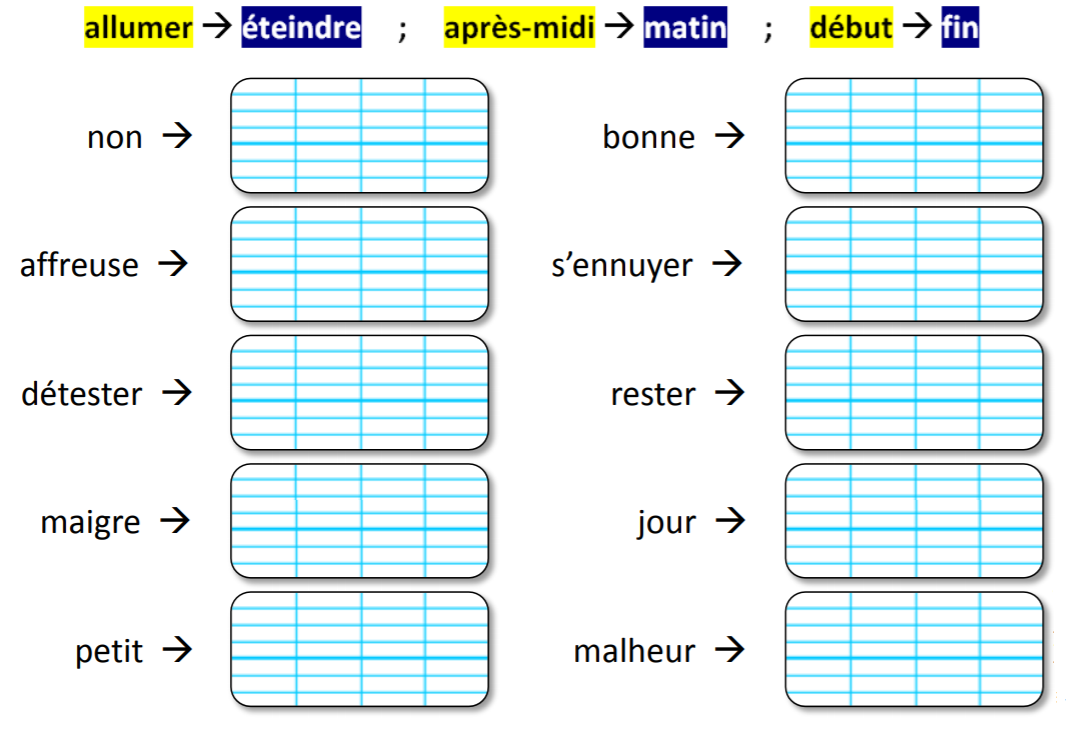 allumer → éteindre ; après-midi → matin ; début → fin
non → bonne →
affreuse → s’ennuyer →
détester → rester →
maigre → jour →
petit → malheur →